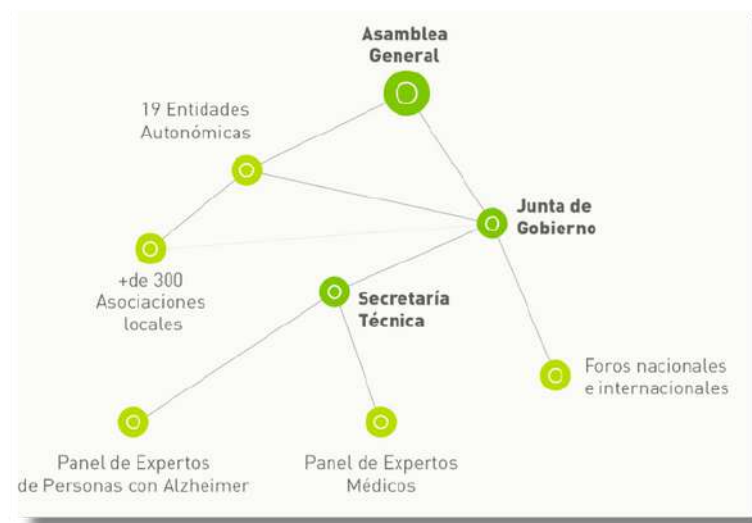 Asamblea
General
19 Entidades
Autonómicas
Junta de
Gobierno
+de 300
Asociaciones
locales
Secretaría
Técnica
Foros nacionales
e internacionales
Panel de Expertos
de Personas con Alzheimer
Panel de Expertos
Médicos